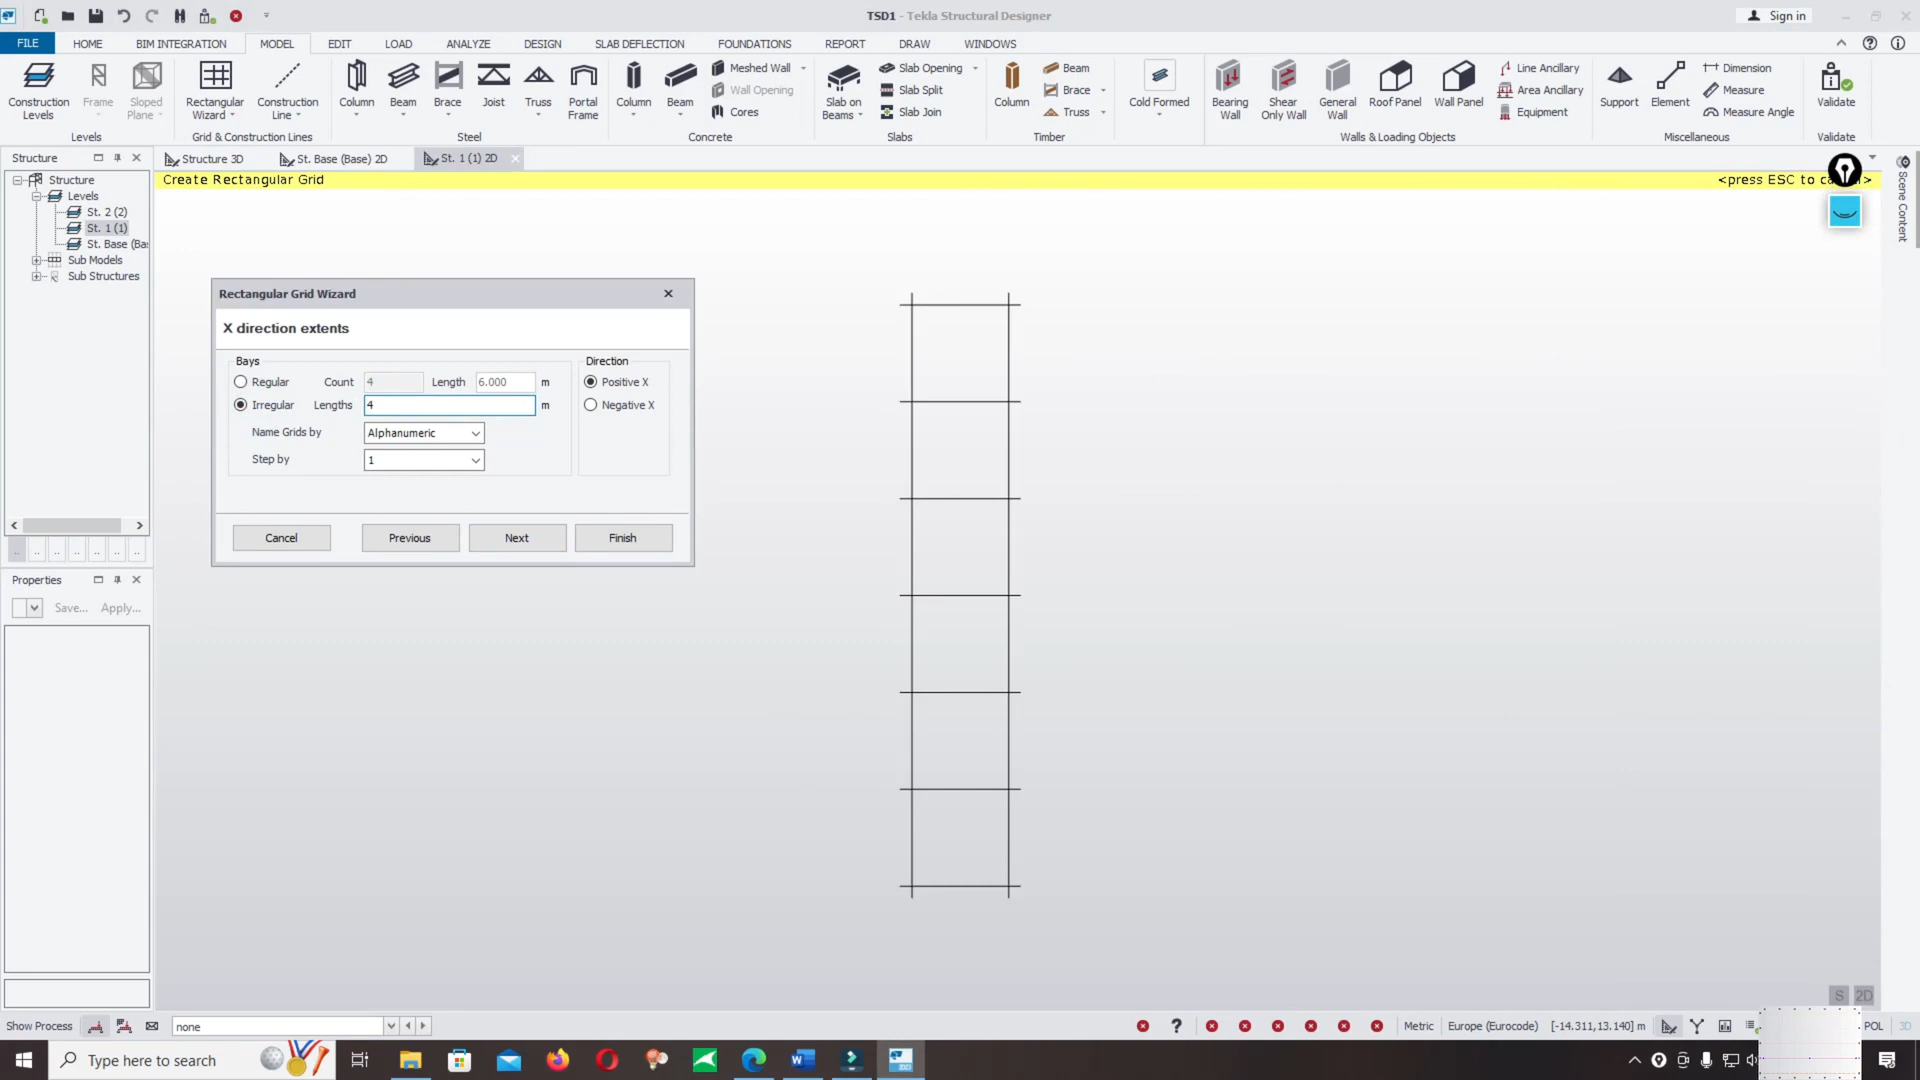 TSD1 - Tekla Structural Designer
Sign in
FILE
HOME
BIM INTEGRATION
MODEL
EDIT
LOAD
ANALYZE
DESIGN
SLAB DEFLECTION
FOUNDATIONS
REPORT
DRAW
WINDOWS
Construction Levels
Frame
Sloped Plane
Levels
Rectangular Wizard
Construction Line
Grid & Construction Lines
Column
Beam
Brace
Joist
Truss
Portal Frame
Steel
Column
Beam
Meshed Wall
Wall Opening
Cores
Concrete
Slab on Beams
Slab Opening
Slab Split
Slab Join
Slabs
Column
Beam
Brace
Truss
Timber
Cold Formed
Bearing Wall
Shear Only Wall
General Wall
Roof Panel
Wall Panel
Line Ancillary
Area Ancillary
Equipment
Walls & Loading Objects
Support
Element
Dimension
Measure
Measure Angle
Miscellaneous
Validate
Validate
Structure
Structure 3D
St. Base (Base) 2D
St. 1 (1) 2D
Create Rectangular Grid
<press ESC to ca
>
Scene Content
Structure
Levels
St. 2 (2)
St. 1 (1)
St. Base (Bas
Sub Models
Sub Structures
Rectangular Grid Wizard
X direction extents
Bays
Direction
Regular Count 4 Length 6.000 m
Positive X
Irregular Lengths 4 m
Negative X
Name Grids by Alphanumeric
Step by 1
Cancel
Previous
Next
Finish
Properties
Save...
Apply...
S 2D
Show Process
none
Metric
Europe (Eurocode)
[-14.311,13.140] m
POL
3D
Type here to search